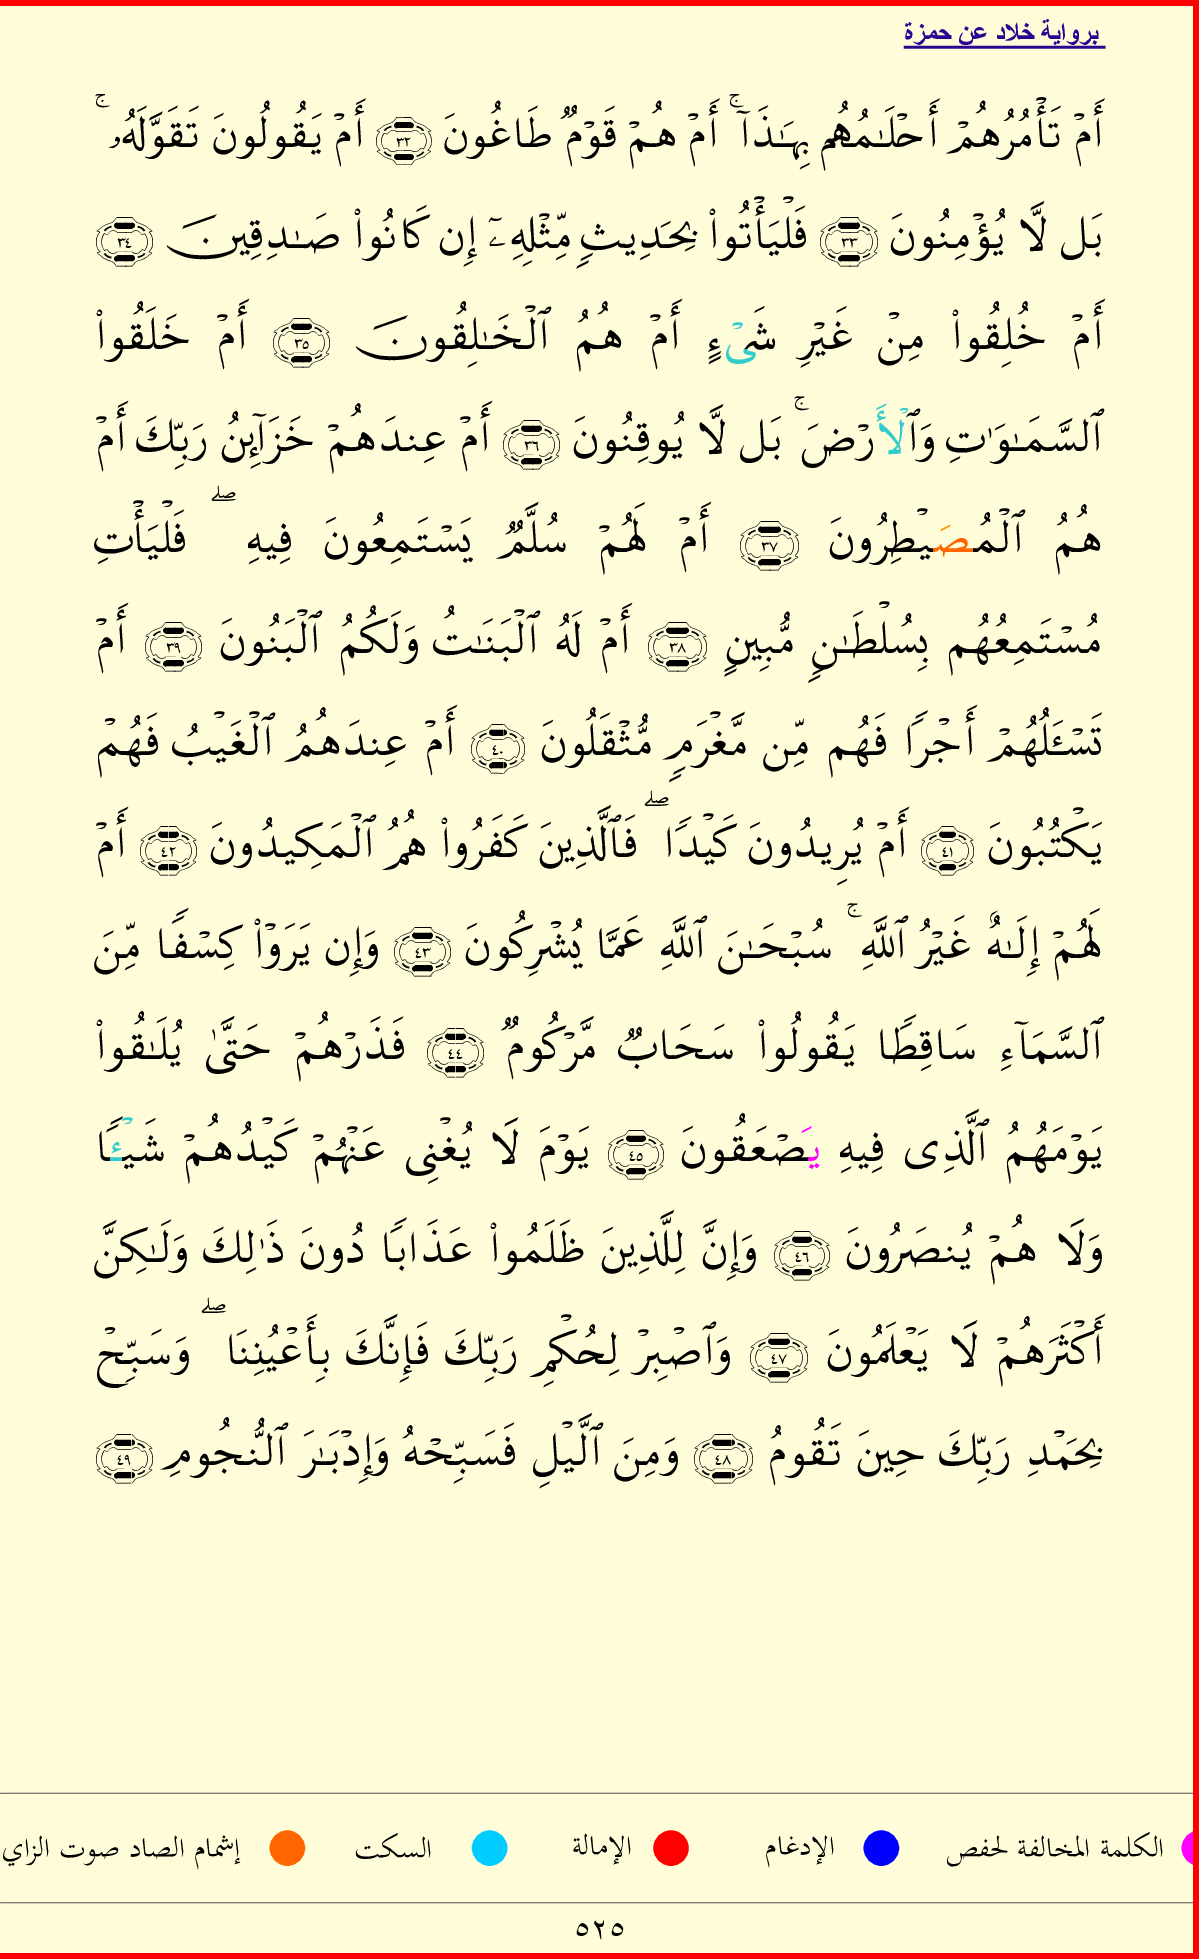 برواية خلاد عن حمزة
أَمۡ تَأۡمُرُهُمۡ أَحۡلَـٰمُهُم بِهَـٰذَآۚ أَمۡ هُمۡ قَوۡمٌ طَاغُونَ ٣٢ أَمۡ يَقُولُونَ تَقَوَّلَهُۥۚ
بَل لَّا يُؤۡمِنُونَ ٣٣ فَلۡيَأۡتُوا۟ بِحَدِيثٍ مِّثۡلِهِۦٓ إِن كَانُوا۟ صَـٰدِقِينَ ٣٤
أَمۡ خُلِقُوا۟ مِنۡ غَيۡرِ شَىۡءٍ أَمۡ هُمُ ٱلۡخَـٰلِقُونَ ٣٥ أَمۡ خَلَقُوا۟
ٱلسَّمَـٰوَٰتِ وَٱلۡأَرۡضَۚ بَل لَّا يُوقِنُونَ ٣٦ أَمۡ عِندَهُمۡ خَزَآئِنُ رَبِّكَ أَمۡ
هُمُ ٱلۡمُصَيۡطِرُونَ ٣٧ أَمۡ لَهُمۡ سُلَّمٌ يَسۡتَمِعُونَ فِيهِۖ فَلۡيَأۡتِ
مُسۡتَمِعُهُم بِسُلۡطَـٰنٍ مُّبِينٍ ٣٨ أَمۡ لَهُ ٱلۡبَنَـٰتُ وَلَكُمُ ٱلۡبَنُونَ ٣٩ أَمۡ
تَسۡـَٔلُهُمۡ أَجۡرًا فَهُم مِّن مَّغۡرَمٍ مُّثۡقَلُونَ ٤٠ أَمۡ عِندَهُمُ ٱلۡغَيۡبُ فَهُمۡ
يَكۡتُبُونَ ٤١ أَمۡ يُرِيدُونَ كَيۡدًاۖ فَٱلَّذِينَ كَفَرُوا۟ هُمُ ٱلۡمَكِيدُونَ ٤٢ أَمۡ
لَهُمۡ إِلَـٰهٌ غَيۡرُ ٱللَّهِۚ سُبۡحَـٰنَ ٱللَّهِ عَمَّا يُشۡرِكُونَ ٤٣ وَإِن يَرَوۡا۟ كِسۡفًا مِّنَ
ٱلسَّمَآءِ سَاقِطًا يَقُولُوا۟ سَحَابٌ مَّرۡكُومٌ ٤٤ فَذَرۡهُمۡ حَتَّىٰ يُلَـٰقُوا۟
يَوۡمَهُمُ ٱلَّذِى فِيهِ يَصۡعَقُونَ ٤٥ يَوۡمَ لَا يُغۡنِى عَنۡهُمۡ كَيۡدُهُمۡ شَيۡـًٔا
وَلَا هُمۡ يُنصَرُونَ ٤٦ وَإِنَّ لِلَّذِينَ ظَلَمُوا۟ عَذَابًا دُونَ ذَٰلِكَ وَلَـٰكِنَّ
أَكۡثَرَهُمۡ لَا يَعۡلَمُونَ ٤٧ وَٱصۡبِرۡ لِحُكۡمِ رَبِّكَ فَإِنَّكَ بِأَعۡيُنِنَاۖ وَسَبِّحۡ
بِحَمۡدِ رَبِّكَ حِينَ تَقُومُ ٤٨ وَمِنَ ٱلَّيۡلِ فَسَبِّحۡهُ وَإِدۡبَـٰرَ ٱلنُّجُومِ ٤٩
الكلمة المخالفة لحفص الإدغام الإمالة السكت إشمام الصاد صوت الزاي
٥٢٥